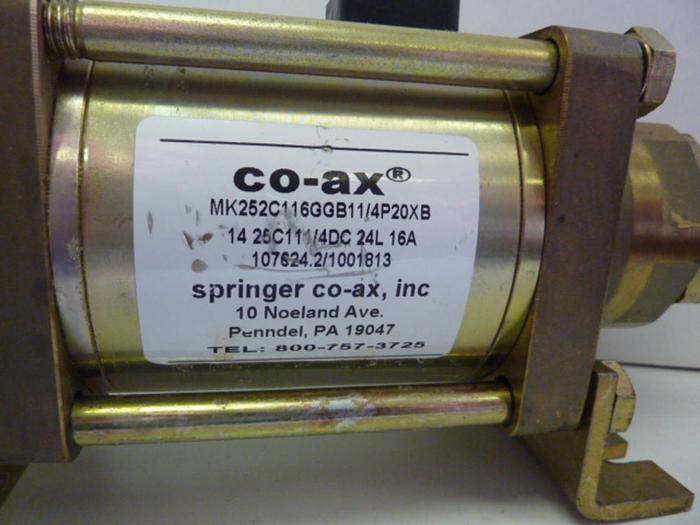 co-ax®
MK252C116GGB11/4P20XB
14 25C111/4DC 24L 16A
107624.2/1001813
springer co-ax, inc
10 Noeland Ave.
Penndel, PA 19047
TEL: 800-757-3725